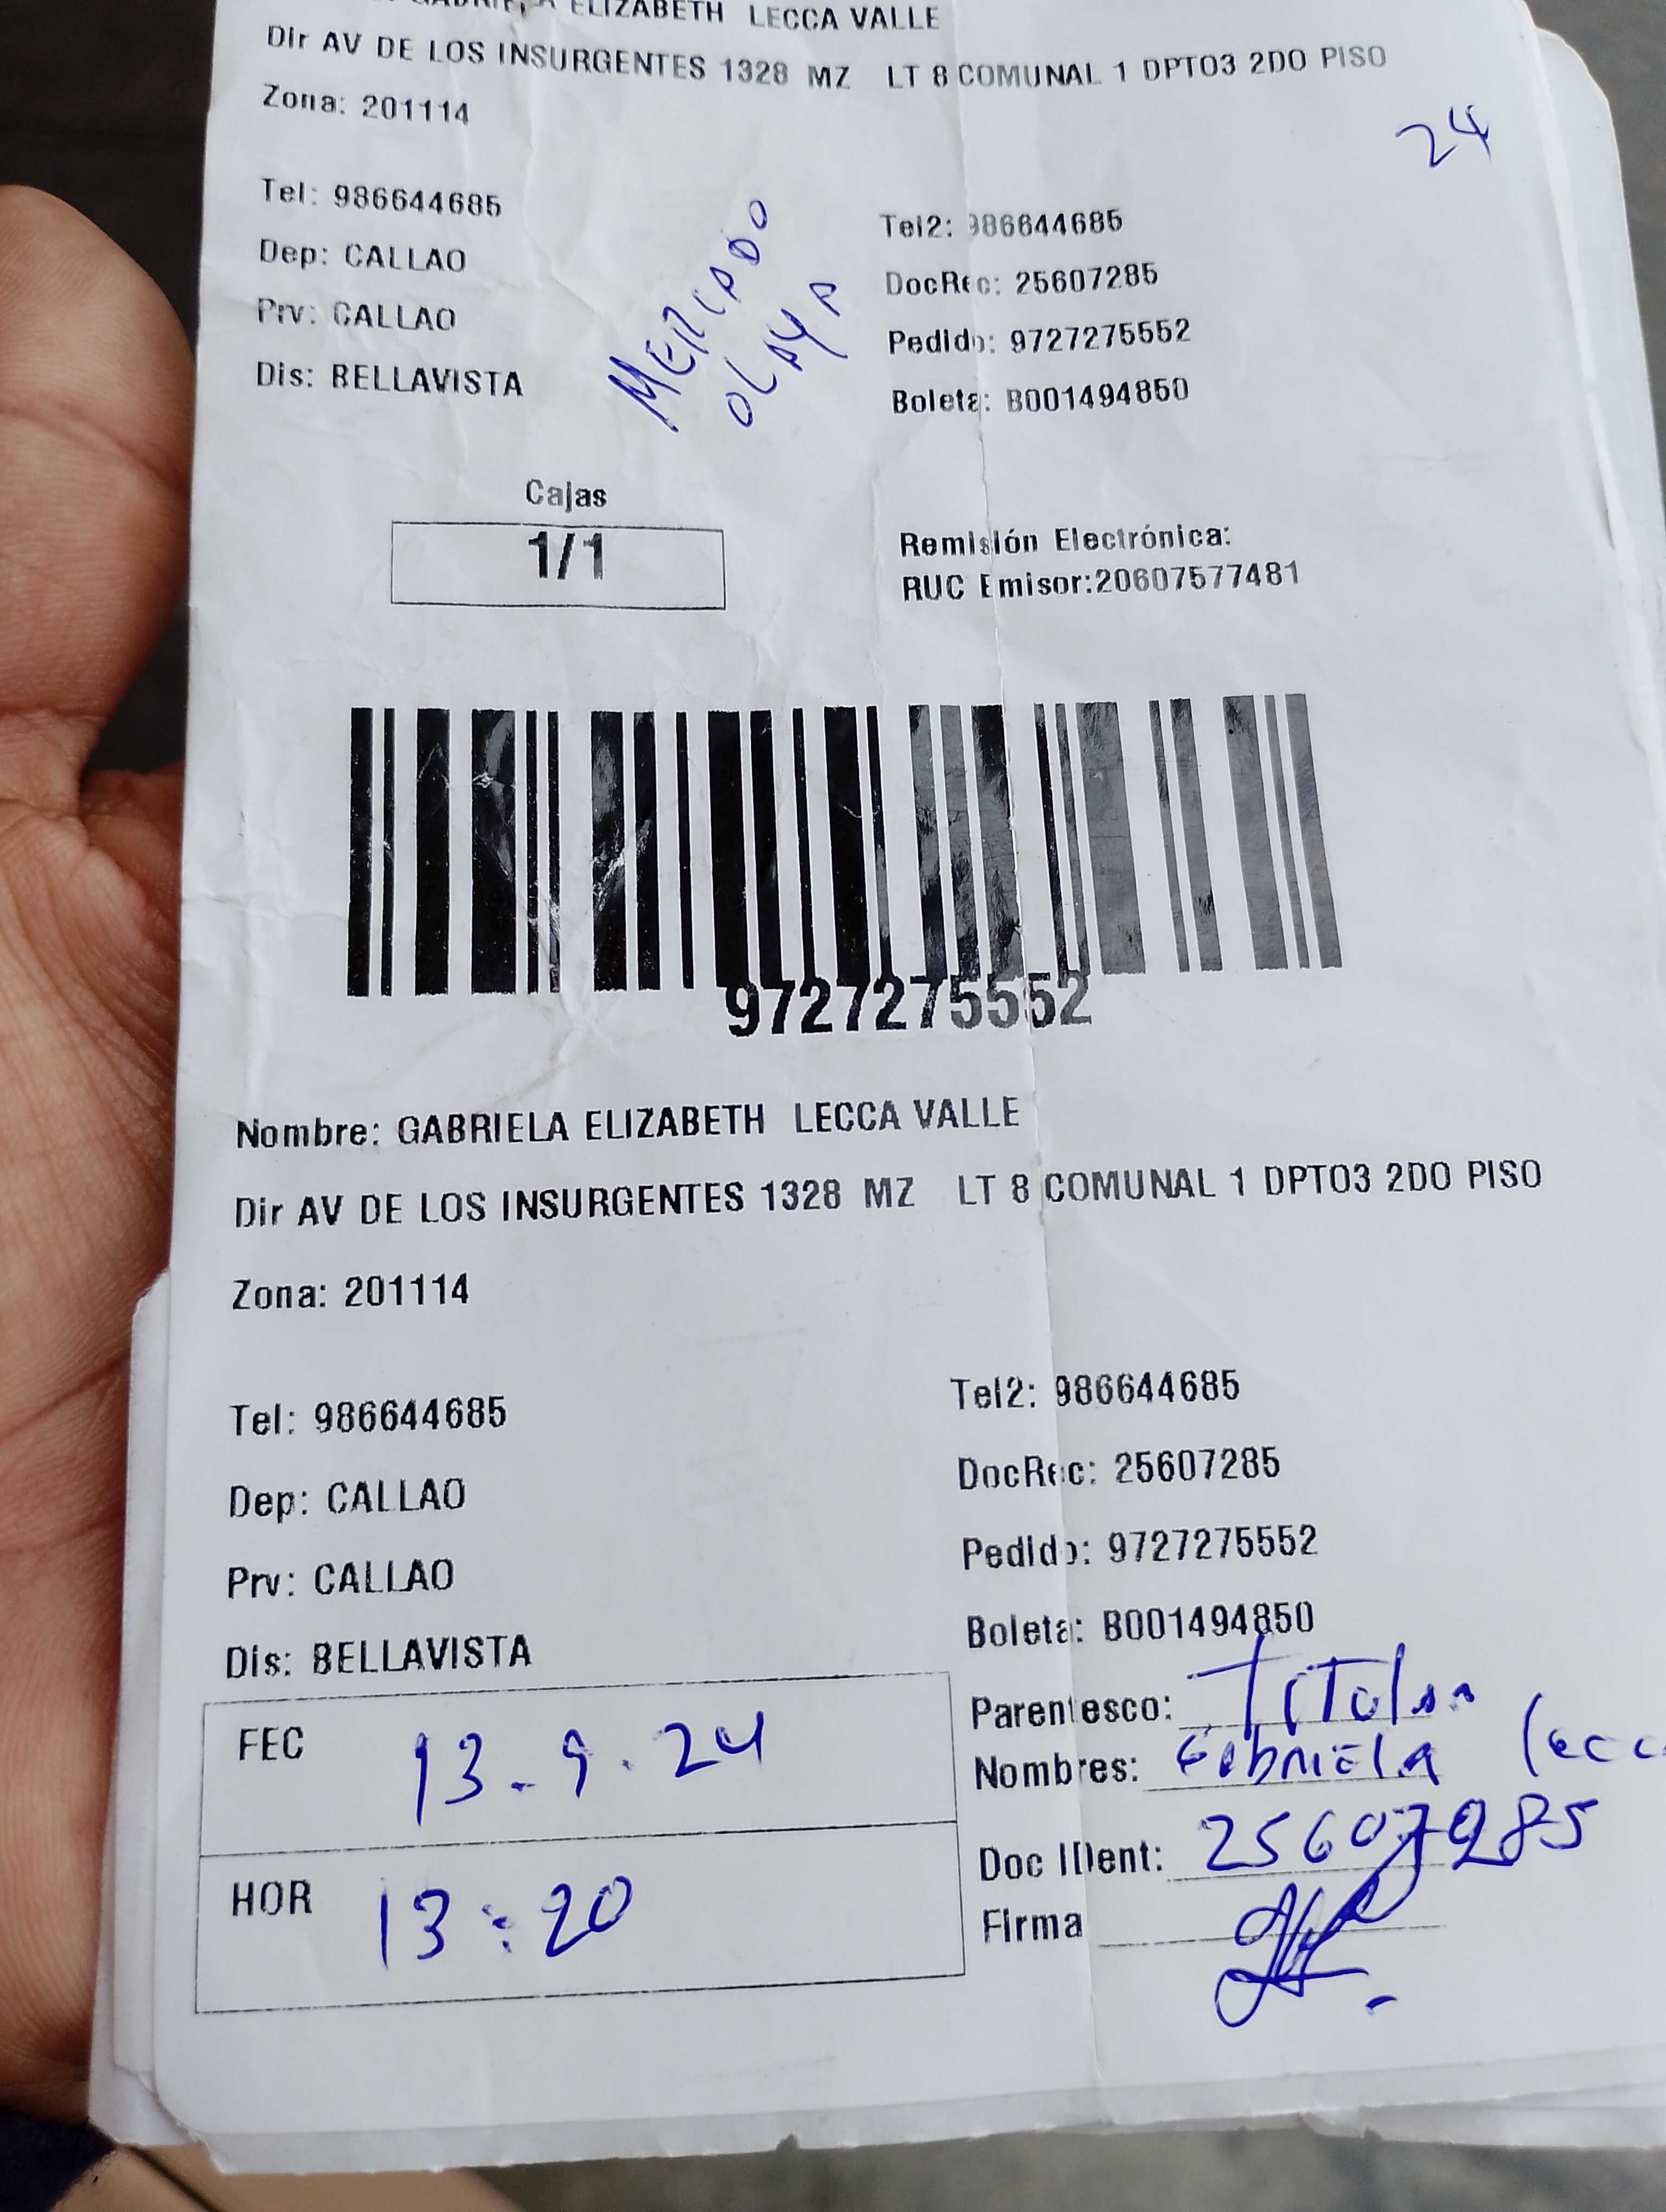 GABRIELA ELIZABETH LECCA VALLE
Dir AV DE LOS INSURGENTES 1328 MZ LT 8 COMUNAL 1 DPTO3 2DO PISO
Zona: 201114
24
Tel: 986644685
Tel2: 986644685
Dep: CALLAO
DocRec: 25607285
Prv: CALLAO
Pedido: 9727275552
Dis: BELLAVISTA
Boleta: B001494850
MERCADO
OLAYA
Cajas
1/1
Remisión Electrónica:
RUC Emisor:20607577481
9727275552
Nombre: GABRIELA ELIZABETH LECCA VALLE
Dir AV DE LOS INSURGENTES 1328 MZ LT 8 COMUNAL 1 DPTO3 2DO PISO
Zona: 201114
Tel: 986644685
Tel2: 986644685
Dep: CALLAO
DocRec: 25607285
Prv: CALLAO
Pedido: 9727275552
Dis: BELLAVISTA
Boleta: B001494850
FEC 13-9.24
Parentesco: Titular
Nombres: Gabriela Lecca
HOR 13:20
Doc IDent: 25607285
Firma